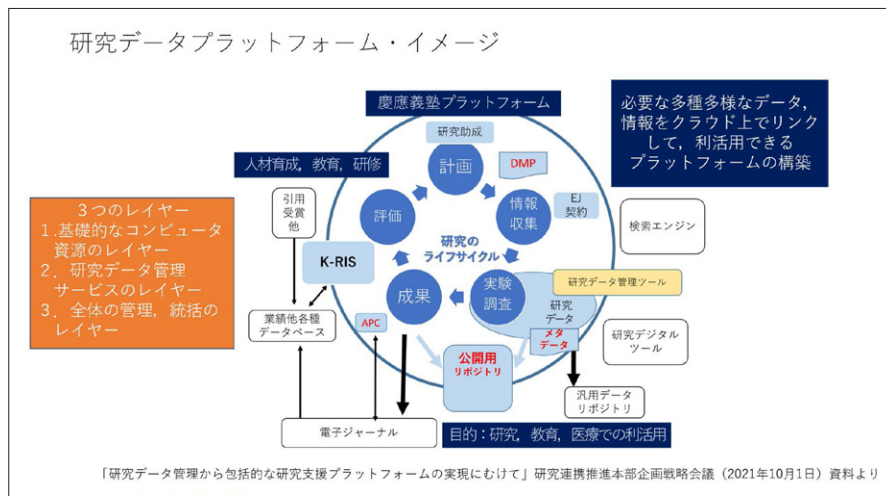 研究データプラットフォーム・イメージ
慶應義塾プラットフォーム
必要な多種多様なデータ,
情報をクラウド上でリンク
して,利活用できる
プラットフォームの構築
研究助成
計画
DMP
人材育成,教育,研修
引用
受賞
他
評価
情報
収集
EJ
契約
検索エンジン
3つのレイヤー
1.基礎的なコンピュータ
資源のレイヤー
2.研究データ管理
サービスのレイヤー
3.全体の管理,統括の
レイヤー
研究の
ライフサイクル
K-RIS
成果
実験
調査
研究データ管理ツール
研究
データ
業績他各種
データベース
APC
メタ
データ
研究デジタル
ツール
公開用
リポジトリ
汎用データ
リポジトリ
電子ジャーナル
目的:研究,教育,医療での利活用
「研究データ管理から包括的な研究支援プラットフォームの実現にむけて」研究連携推進本部企画戦略会議(2021年10月1日)資料より